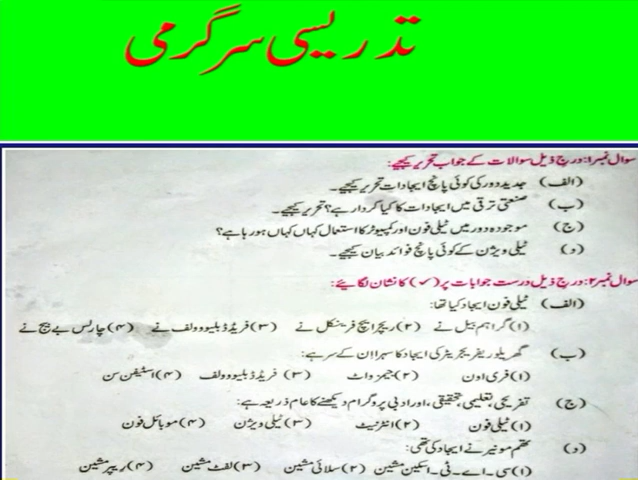 تدریسی سرگرمی
سوال نمبر۱: درج ذیل سوالات کے جواب تحریر کیجیے:
(الف) جدید دور کی کوئی پانچ ایجادات تحریر کیجیے۔
(ب) صنعتی ترقی میں ایجادات کا کیا کردار ہے؟ تحریر کیجیے۔
(ج) موجودہ دور میں ٹیلی فون اور کمپیوٹر کا استعمال کہاں کہاں ہو رہا ہے؟
(د) ٹیلی ویژن کے کوئی پانچ فوائد بیان کیجیے۔
سوال نمبر۲: درج ذیل درست جوابات پر (✓) کا نشان لگائیے:
(الف) ٹیلی فون ایجاد کیا تھا:
(۱) گراہم بیل نے (۲) رچرڈ ایچ فرینکل نے (۳) فریڈ ڈبلیو وولف نے (۴) چارلس بے بیج نے
(ب) گھریلو ریفریجریٹر کی ایجاد کا سہرا ان کے سر ہے:
(۱) فری اون (۲) جیمز واٹ (۳) فریڈ ڈبلیو وولف (۴) اسٹیفن سن
(ج) تفریحی، تعلیمی، تحقیقی، اور ادبی پروگرام دیکھنے کا عام ذریعہ ہے:
(۱) ٹیلی فون (۲) انٹرنیٹ (۳) ٹیلی ویژن (۴) موبائل فون
(د) تھم مونیر نے ایجاد کی تھی:
(۱) سی۔اے۔ٹی۔اسکین مشین (۲) سلائی مشین (۳) لفٹ مشین (۴) ریپر مشین